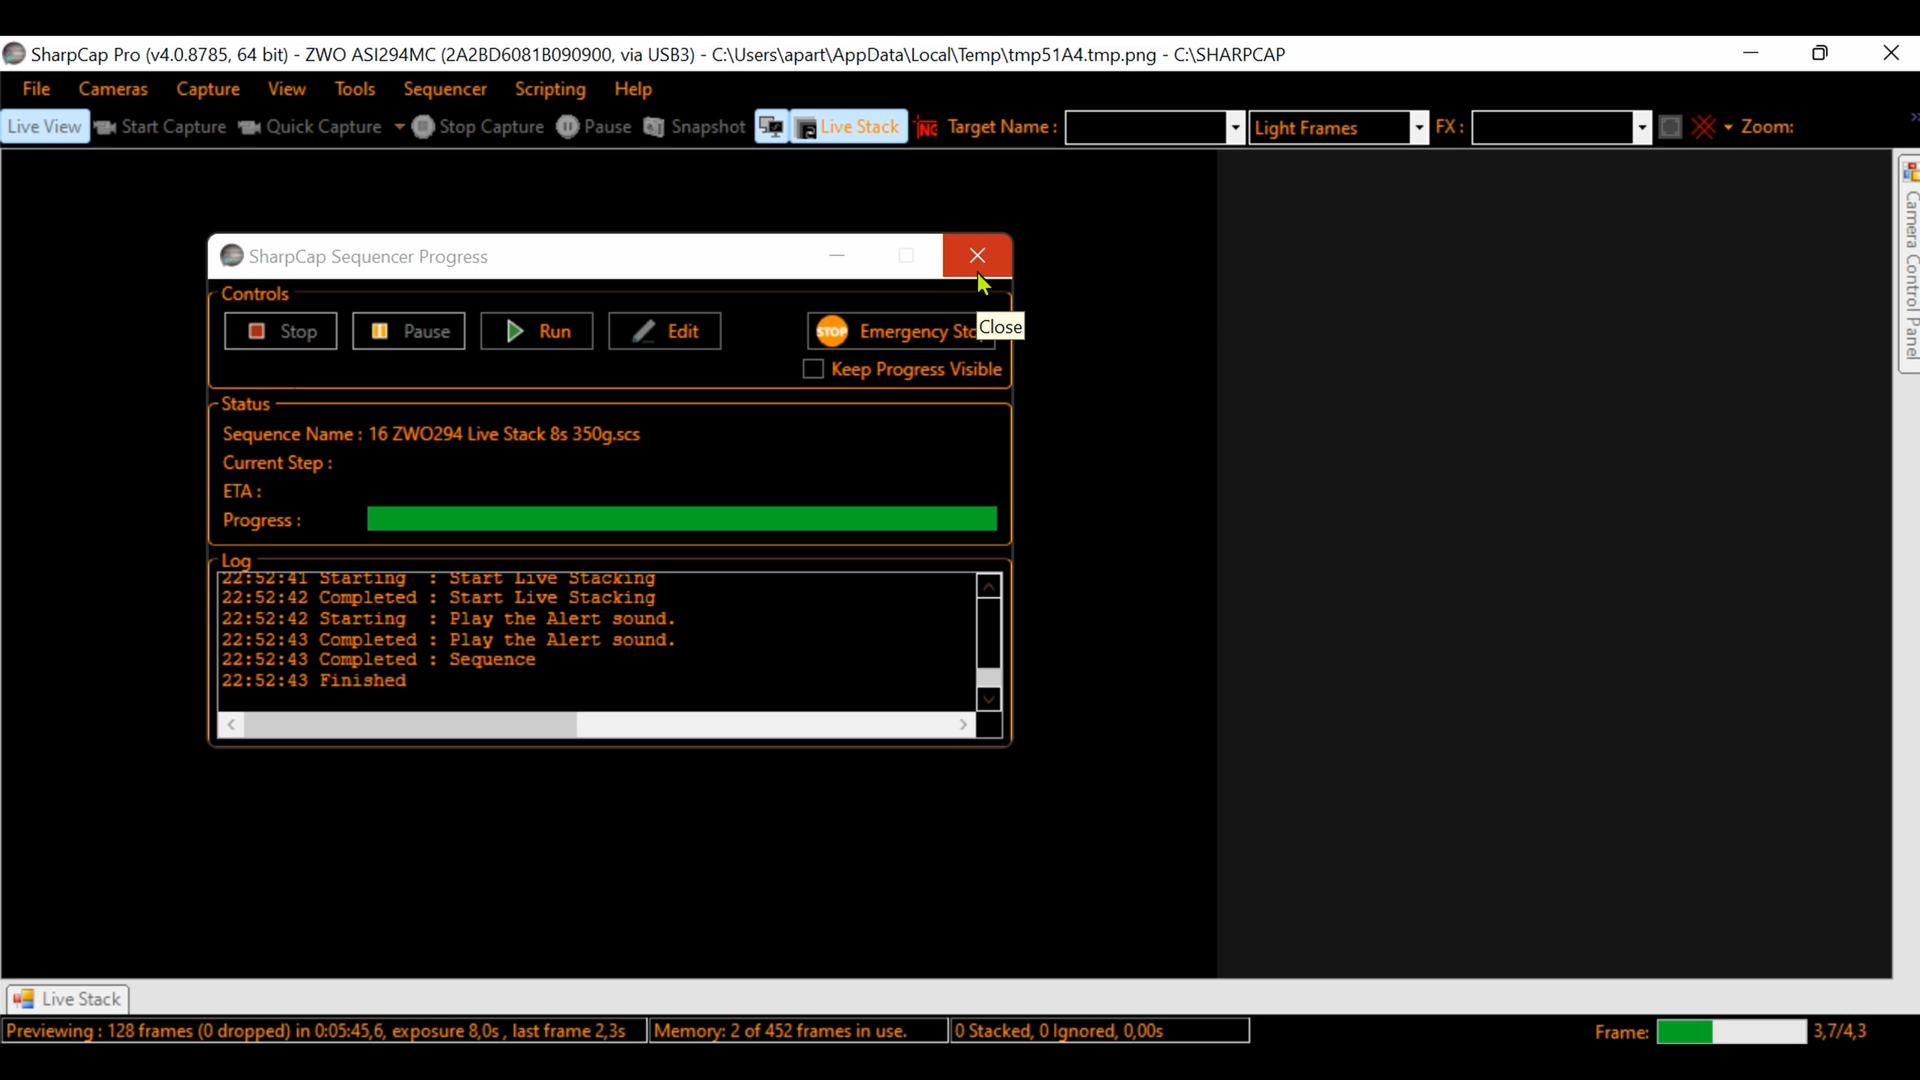 SharpCap Pro (v4.0.8785, 64 bit) - ZWO ASI294MC (2A2BD6081B090900, via USB3) - C:\Users\apart\AppData\Local\Temp\tmp51A4.tmp.png - C:\SHARPCAP
File Cameras Capture View Tools Sequencer Scripting Help
Live View Start Capture Quick Capture Stop Capture Pause Snapshot Live Stack Target Name : Light Frames FX : Zoom:
Camera Control Panel
SharpCap Sequencer Progress
Controls
Stop Pause Run Edit STOP Emergency
Close
Keep Progress Visible
Status
Sequence Name : 16 ZWO294 Live Stack 8s 350g.scs
Current Step :
ETA :
Progress :
Log
22:52:41 Starting : Start Live Stacking
22:52:42 Completed : Start Live Stacking
22:52:42 Starting : Play the Alert sound.
22:52:43 Completed : Play the Alert sound.
22:52:43 Completed : Sequence
22:52:43 Finished
Live Stack
Previewing : 128 frames (0 dropped) in 0:05:45,6, exposure 8,0s , last frame 2,3s Memory: 2 of 452 frames in use. 0 Stacked, 0 Ignored, 0,00s Frame: 3,7/4,3